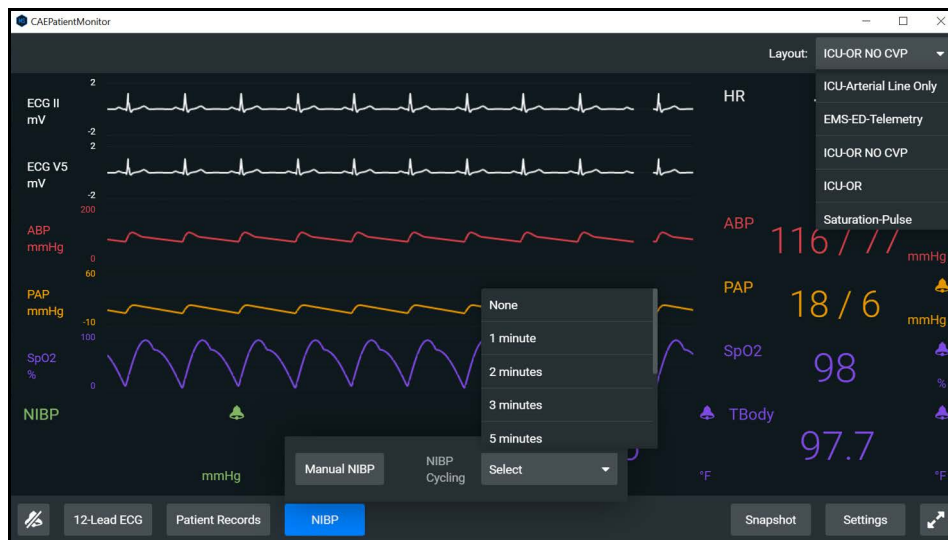 CAEPatientMonitor
Layout: ICU-OR NO CVP
ICU-Arterial Line Only
EMS-ED-Telemetry
ICU-OR NO CVP
ICU-OR
Saturation-Pulse
ECG II
mV
2
-2
HR
ECG V5
mV
2
-2
ABP
mmHg
200
0
ABP
116 / 77
mmHg
PAP
mmHg
60
-10
PAP
18 / 6
mmHg
SpO2
%
100
0
SpO2
98
%
NIBP
mmHg
°F
TBody
97.7
°F
None
1 minute
2 minutes
3 minutes
5 minutes
Manual NIBP
NIBP
Cycling
Select
12-Lead ECG
Patient Records
NIBP
Snapshot
Settings